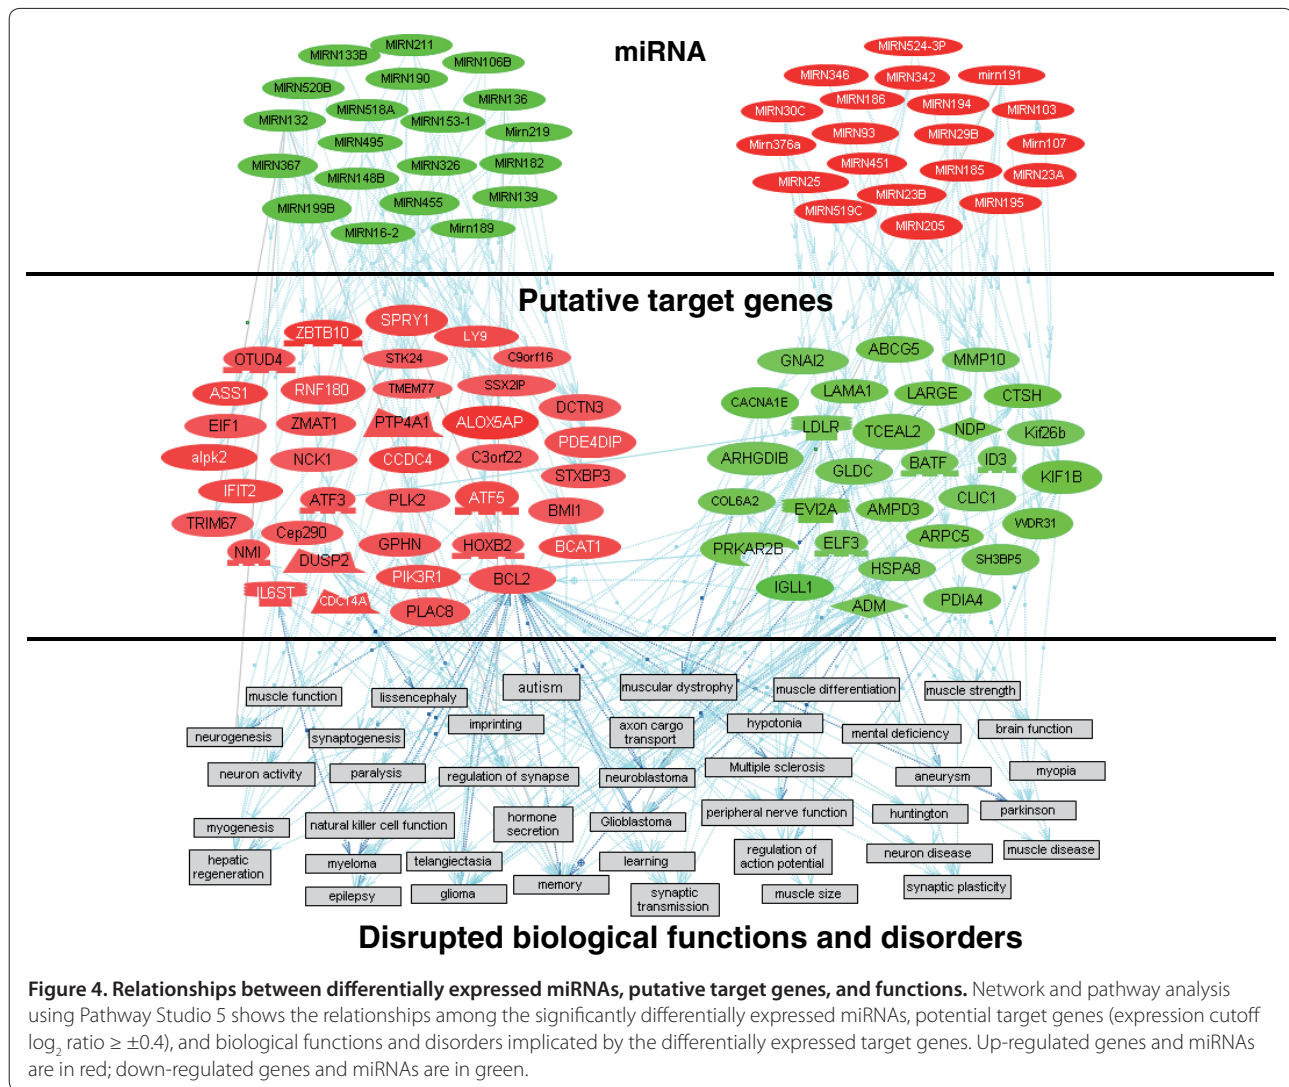 miRNA
MIRN211
MIRN133B
MIRN106B
MIRN190
MIRN520B
MIRN136
MIRN518A
MIRN132
MIRN153-1
Mirn219
MIRN495
MIRN367
MIRN326
MIRN182
MIRN148B
MIRN139
MIRN199B
MIRN455
MIRN16-2
Mirn189
MIRN524-3P
MIRN346
MIRN342
mirn191
MIRN30C
MIRN186
MIRN194
MIRN103
MIRN93
MIRN29B
Mirn376a
Mirn107
MIRN451
MIRN185
MIRN23A
MIRN25
MIRN23B
MIRN195
MIRN519C
MIRN205
Putative target genes
SPRY1
ZBTB10
LY9
OTUD4
STK24
C9orf16
ASS1
RNF180
TMEM77
SSX2IP
DCTN3
EIF1
ZMAT1
PTP4A1
ALOX5AP
PDE4DIP
alpk2
NCK1
CCDC4
C3orf22
STXBP3
IFIT2
ATF3
PLK2
ATF5
BMI1
TRIM67
Cep290
NMI
DUSP2
GPHN
HOXB2
BCAT1
IL6ST
CDC14A
PIK3R1
BCL2
PLAC8
GNAI2
ABCG5
MMP10
CACNA1E
LAMA1
LARGE
CTSH
LDLR
TCEAL2
NDP
Kif26b
ARHGDIB
GLDC
BATF
ID3
KIF1B
COL6A2
EVI2A
AMPD3
CLIC1
WDR31
PRKAR2B
ELF3
ARPC5
SH3BP5
HSPA8
IGLL1
ADM
PDIA4
muscle function
lissencephaly
autism
muscular dystrophy
muscle differentiation
muscle strength
neurogenesis
synaptogenesis
imprinting
axon cargo
transport
hypotonia
mental deficiency
brain function
neuron activity
paralysis
regulation of synapse
neuroblastoma
Multiple sclerosis
aneurysm
myopia
myogenesis
natural killer cell function
hormone
secretion
Glioblastoma
peripheral nerve function
huntington
parkinson
hepatic
regeneration
myeloma
telangiectasia
learning
regulation of
action potential
neuron disease
muscle disease
epilepsy
glioma
memory
synaptic
transmission
muscle size
synaptic plasticity
Disrupted biological functions and disorders
Figure 4. Relationships between differentially expressed miRNAs, putative target genes, and functions. Network and pathway analysis
using Pathway Studio 5 shows the relationships among the significantly differentially expressed miRNAs, potential target genes (expression cutoff
log₂ ratio ≥ ±0.4), and biological functions and disorders implicated by the differentially expressed target genes. Up-regulated genes and miRNAs
are in red; down-regulated genes and miRNAs are in green.